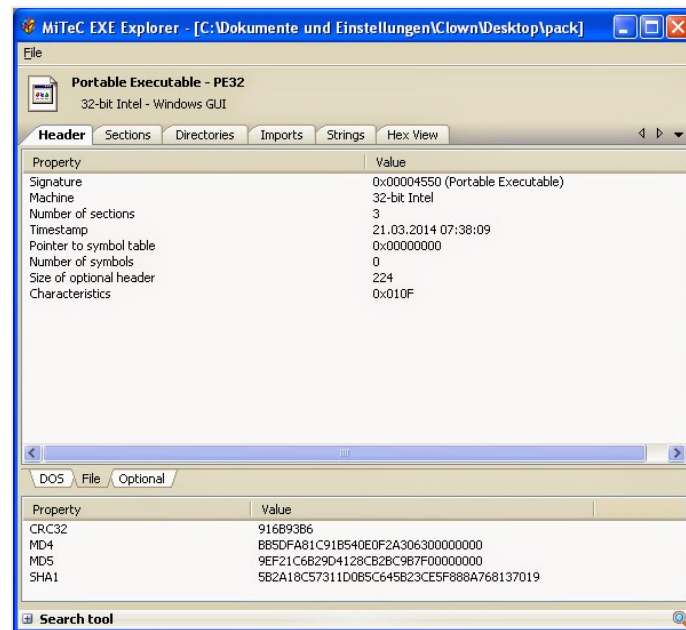 MiTeC EXE Explorer - [C:\Dokumente und Einstellungen\Clown\Desktop\pack]
File
Portable Executable - PE32
32-bit Intel - Windows GUI
Header Sections Directories Imports Strings Hex View
Property Value
Signature 0x00004550 (Portable Executable)
Machine 32-bit Intel
Number of sections 3
Timestamp 21.03.2014 07:38:09
Pointer to symbol table 0x00000000
Number of symbols 0
Size of optional header 224
Characteristics 0x010F
DOS File Optional
Property Value
CRC32 916B93B6
MD4 BB5DFA81C91B540E0F2A306300000000
MD5 9EF21C6B29D4128CB2BC9B7F00000000
SHA1 5B2A18C57311D0B5C645B23CE5F888A768137019
Search tool